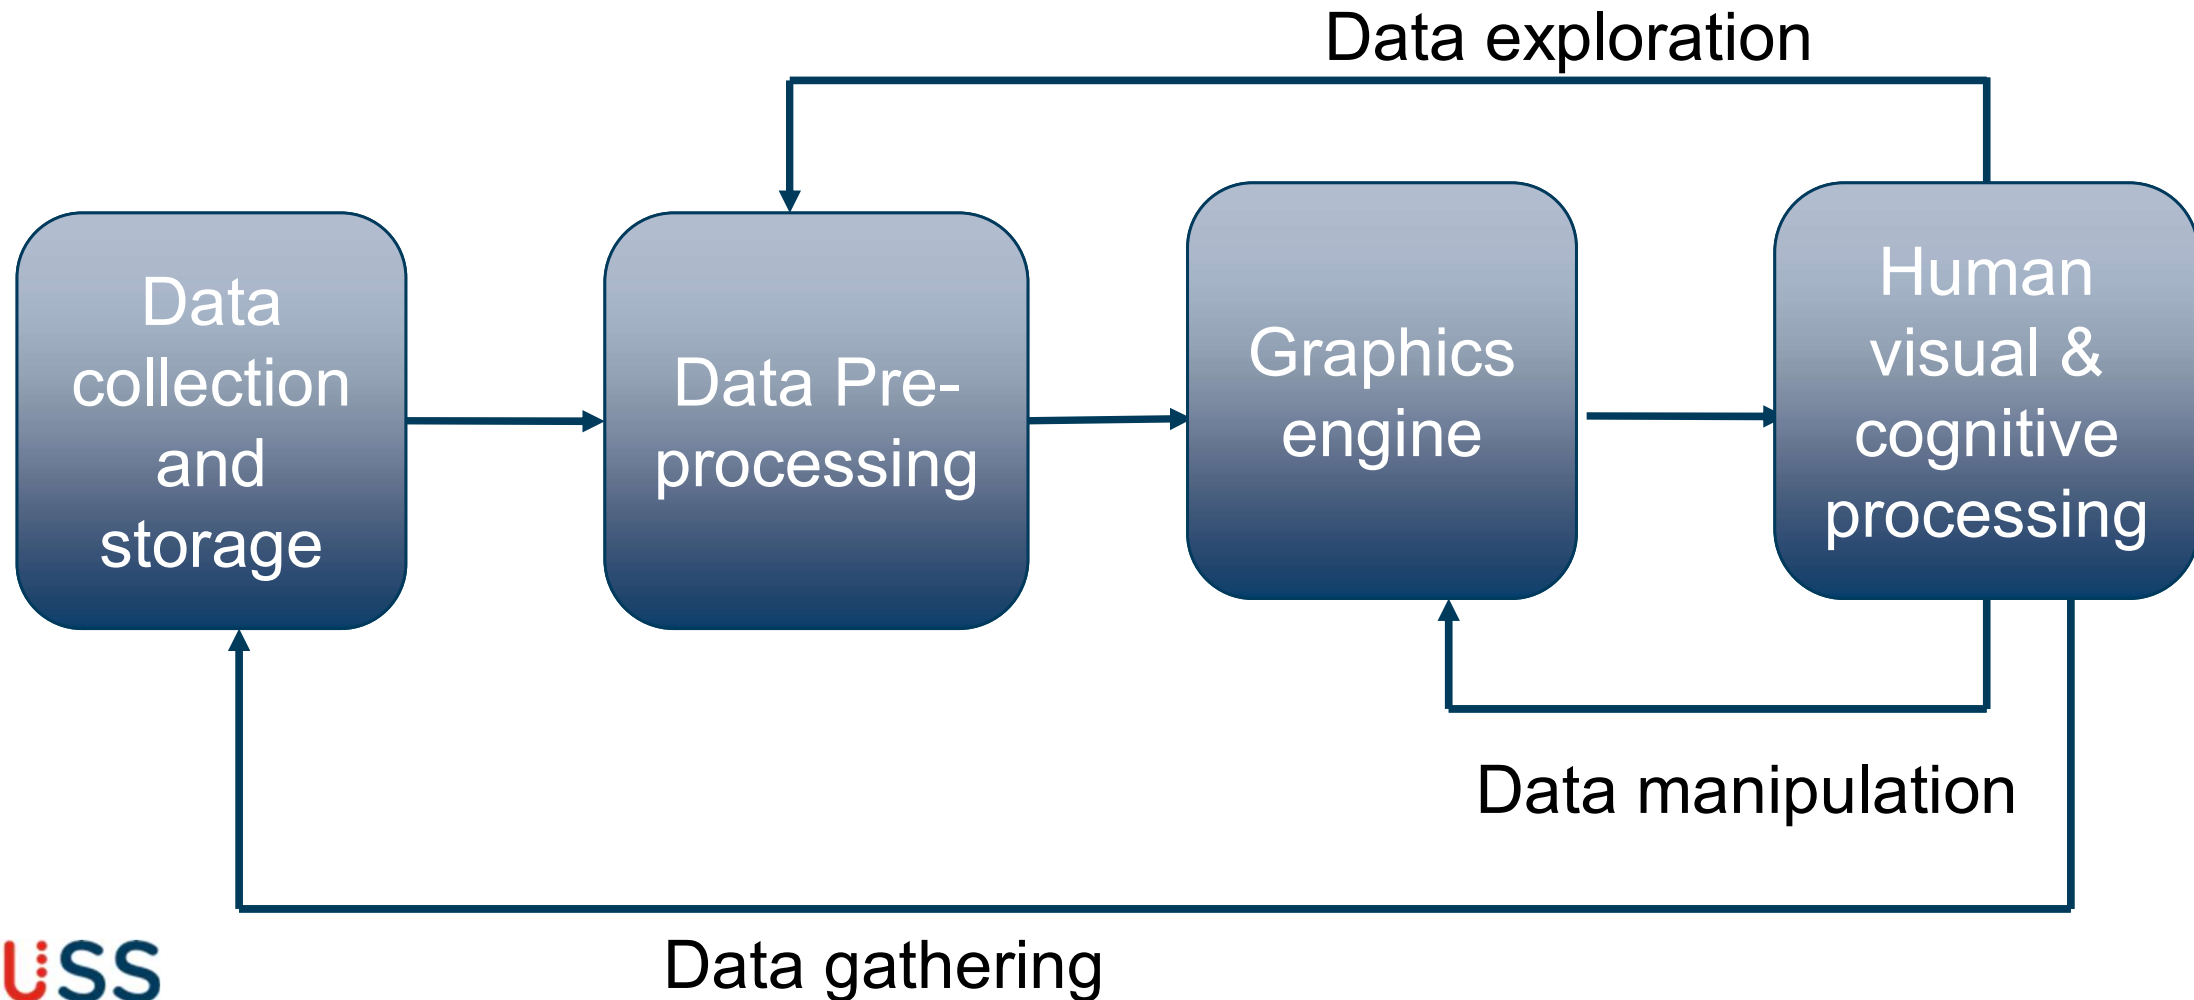 Data exploration
Data
collection
and
storage
Data Pre-
processing
Graphics
engine
Human
visual &
cognitive
processing
Data manipulation
Data gathering
USS